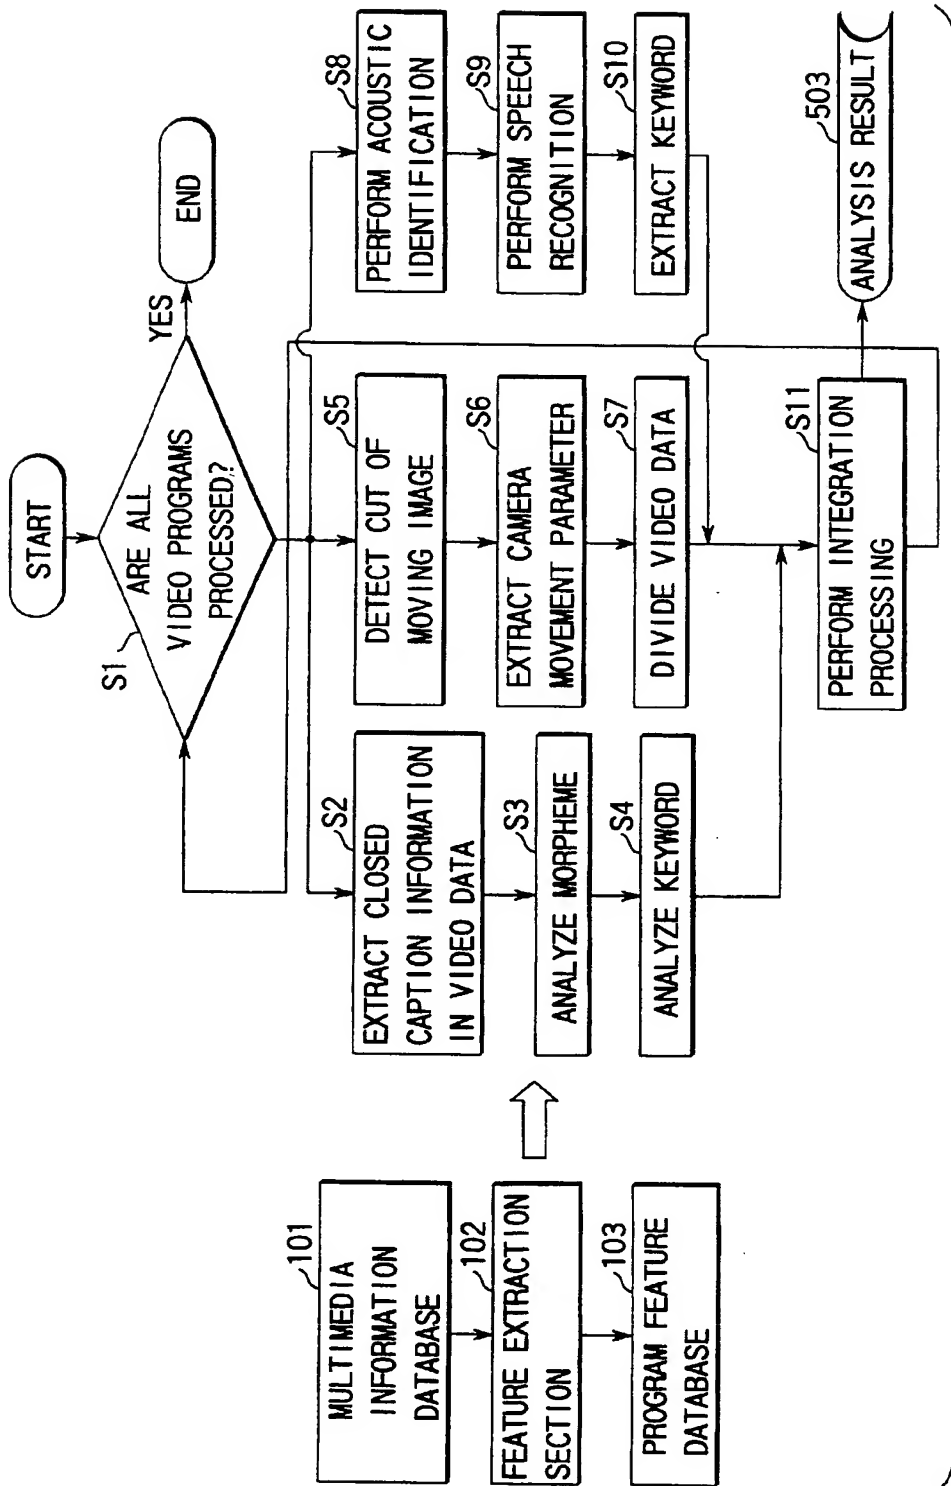 101
MULTIMEDIA
INFORMATION
DATABASE
102
FEATURE EXTRACTION
SECTION
103
PROGRAM FEATURE
DATABASE
START
S1
ARE ALL
VIDEO PROGRAMS
PROCESSED?
YES
END
S2
EXTRACT CLOSED
CAPTION INFORMATION
IN VIDEO DATA
S3
ANALYZE MORPHEME
S4
ANALYZE KEYWORD
S5
DETECT CUT OF
MOVING IMAGE
S6
EXTRACT CAMERA
MOVEMENT PARAMETER
S7
DIVIDE VIDEO DATA
S8
PERFORM ACOUSTIC
IDENTIFICATION
S9
PERFORM SPEECH
RECOGNITION
S10
EXTRACT KEYWORD
S11
PERFORM INTEGRATION
PROCESSING
503
ANALYSIS RESULT